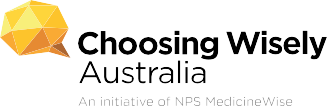 Choosing Wisely
Australia
An initiative of NPS MedicineWise